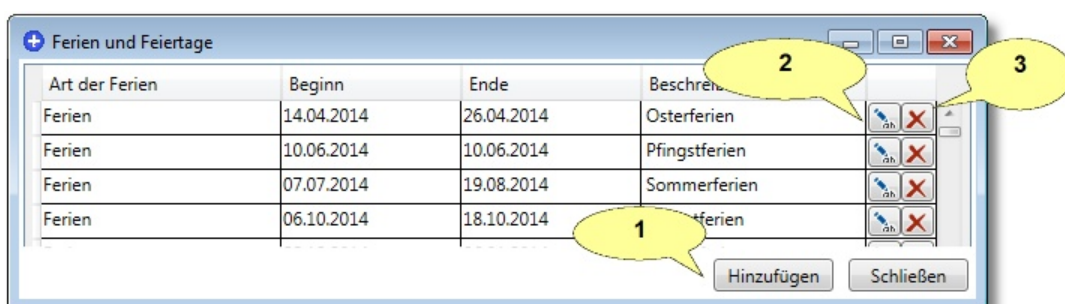 Ferien und Feiertage
2
3
Art der Ferien Beginn Ende
Ferien 14.04.2014 26.04.2014 Osterferien
Ferien 10.06.2014 10.06.2014 Pfingstferien
Ferien 07.07.2014 19.08.2014 Sommerferien
Ferien 06.10.2014 18.10.2014
1
Hinzufügen Schließen